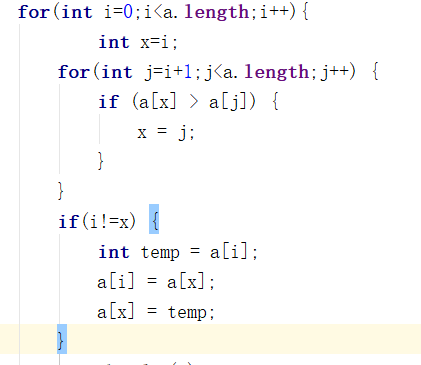 for(int i=0;i<a.length;i++){
int x=i;
for(int j=i+1;j<a.length;j++) {
if (a[x] > a[j]) {
x = j;
}
}
if(i!=x) {
int temp = a[i];
a[i] = a[x];
a[x] = temp;
}